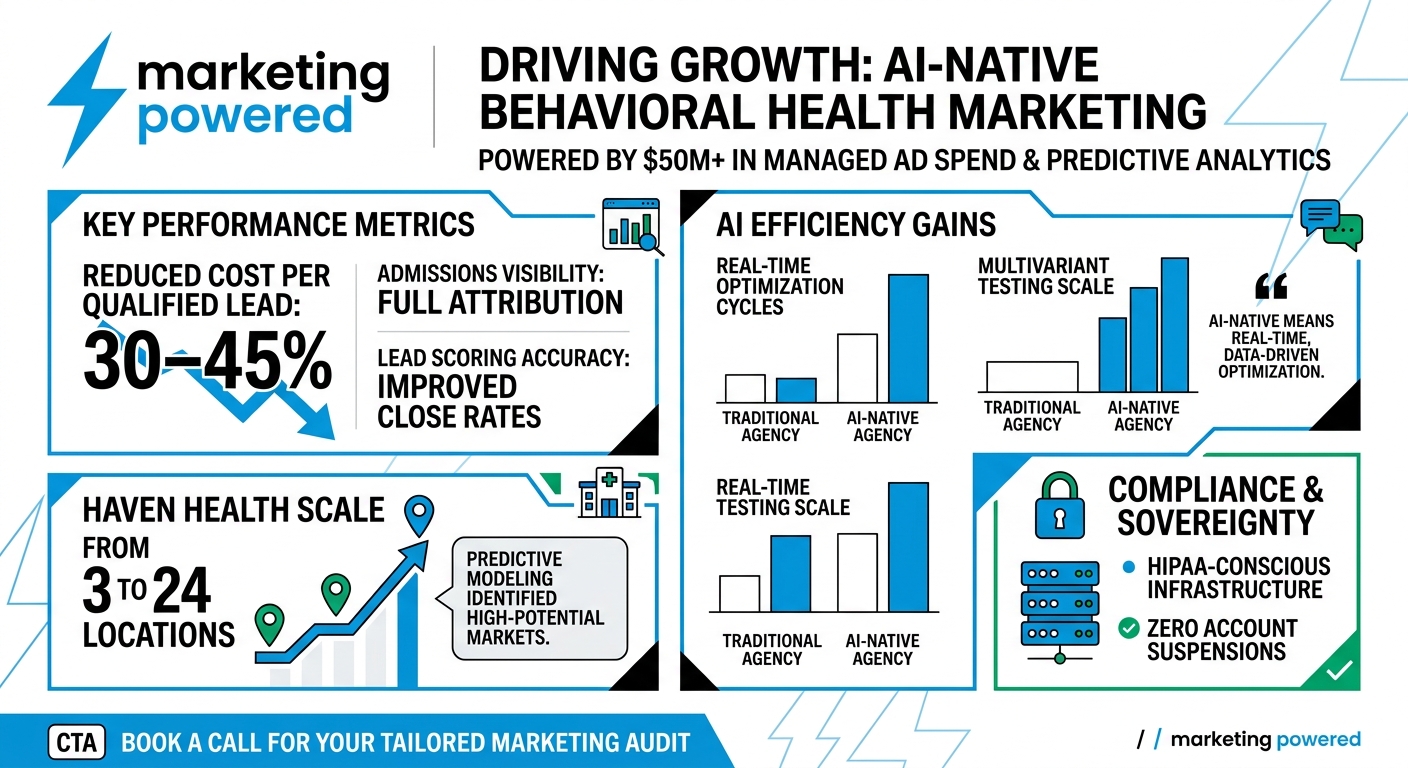 marketing
powered
DRIVING GROWTH: AI-NATIVE
BEHAVIORAL HEALTH MARKETING
POWERED BY $50M+ IN MANAGED AD SPEND & PREDICTIVE ANALYTICS
KEY PERFORMANCE METRICS
REDUCED COST PER
QUALIFIED LEAD:
30–45%
ADMISSIONS VISIBILITY:
FULL ATTRIBUTION
LEAD SCORING ACCURACY:
IMPROVED
CLOSE RATES
HAVEN HEALTH SCALE
FROM
3 TO 24
LOCATIONS
PREDICTIVE
MODELING
IDENTIFIED
HIGH-POTENTIAL
MARKETS.
AI EFFICIENCY GAINS
REAL-TIME
OPTIMIZATION
CYCLES
TRADITIONAL
AGENCY
AI-NATIVE
AGENCY
MULTIVARIANT
TESTING SCALE
TRADITIONAL
AGENCY
AI-NATIVE
AGENCY
“
AI-NATIVE MEANS
REAL-TIME,
DATA-DRIVEN
OPTIMIZATION.
REAL-TIME
TESTING SCALE
TRADITIONAL
AGENCY
AI-NATIVE
AGENCY
COMPLIANCE &
SOVEREIGNTY
HIPAA-CONSCIOUS
INFRASTRUCTURE
ZERO ACCOUNT
SUSPENSIONS
CTA BOOK A CALL FOR YOUR TAILORED MARKETING AUDIT
// marketing powered